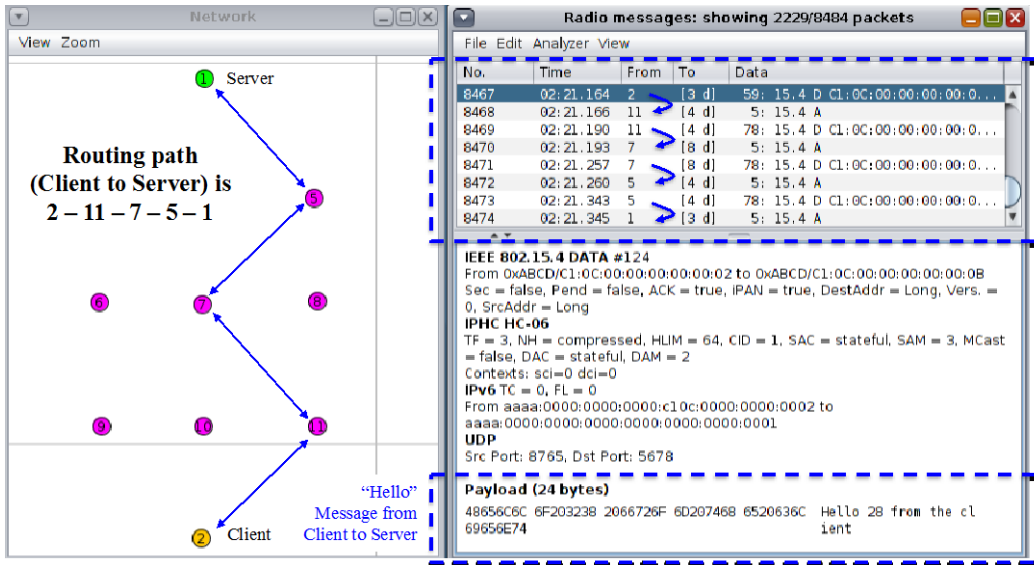 Network
View Zoom
1 Server
Routing path
(Client to Server) is
2 – 11 – 7 – 5 – 1
5
6 7 8
9 10 11
“Hello”
Message from
Client to Server
2 Client
Radio messages: showing 2229/8484 packets
File Edit Analyzer View
No. Time From To Data
8467 02:21.164 2 [3 d] 59: 15.4 D C1:0C:00:00:00:00:0...
8468 02:21.166 11 [4 d] 5: 15.4 A
8469 02:21.190 11 [4 d] 78: 15.4 D C1:0C:00:00:00:00:0...
8470 02:21.193 7 [8 d] 5: 15.4 A
8471 02:21.257 7 [8 d] 78: 15.4 D C1:0C:00:00:00:00:0...
8472 02:21.260 5 [4 d] 5: 15.4 A
8473 02:21.343 5 [4 d] 78: 15.4 D C1:0C:00:00:00:00:0...
8474 02:21.345 1 [3 d] 5: 15.4 A
IEEE 802.15.4 DATA #124
From 0xABCD/C1:0C:00:00:00:00:00:02 to 0xABCD/C1:0C:00:00:00:00:00:0B
Sec = false, Pend = false, ACK = true, iPAN = true, DestAddr = Long, Vers. =
0, SrcAddr = Long
IPHC HC-06
TF = 3, NH = compressed, HLIM = 64, CID = 1, SAC = stateful, SAM = 3, MCast
= false, DAC = stateful, DAM = 2
Contexts: sci=0 dci=0
IPv6 TC = 0, FL = 0
From aaaa:0000:0000:0000:c10c:0000:0000:0002 to
aaaa:0000:0000:0000:0000:0000:0000:0001
UDP
Src Port: 8765, Dst Port: 5678
Payload (24 bytes)
48656C6C 6F203238 2066726F 6D207468 6520636C Hello 28 from the cl
69656E74 ient